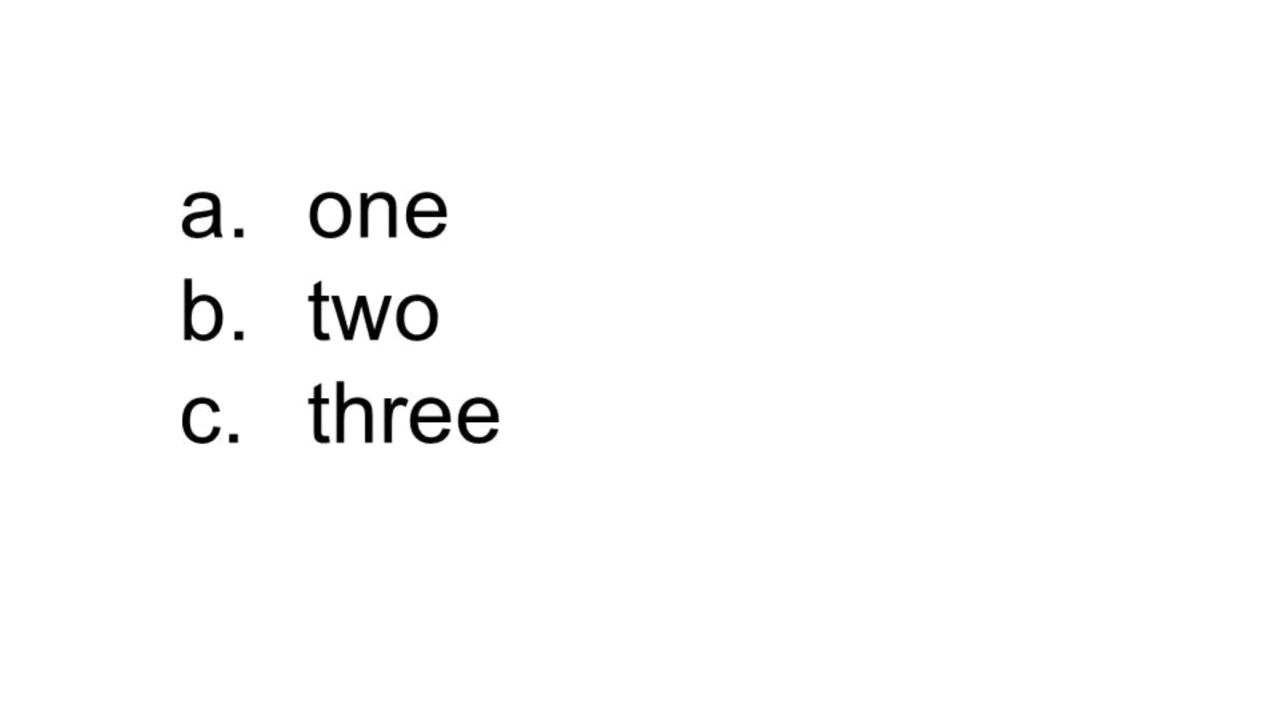 a. one
b. two
c. three